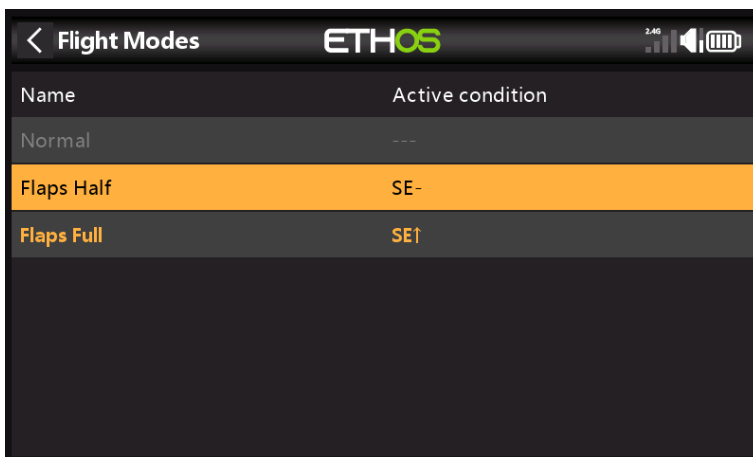 Flight Modes ETHOS 2.4G
Name Active condition
Normal ---
Flaps Half SE-
Flaps Full SE↑